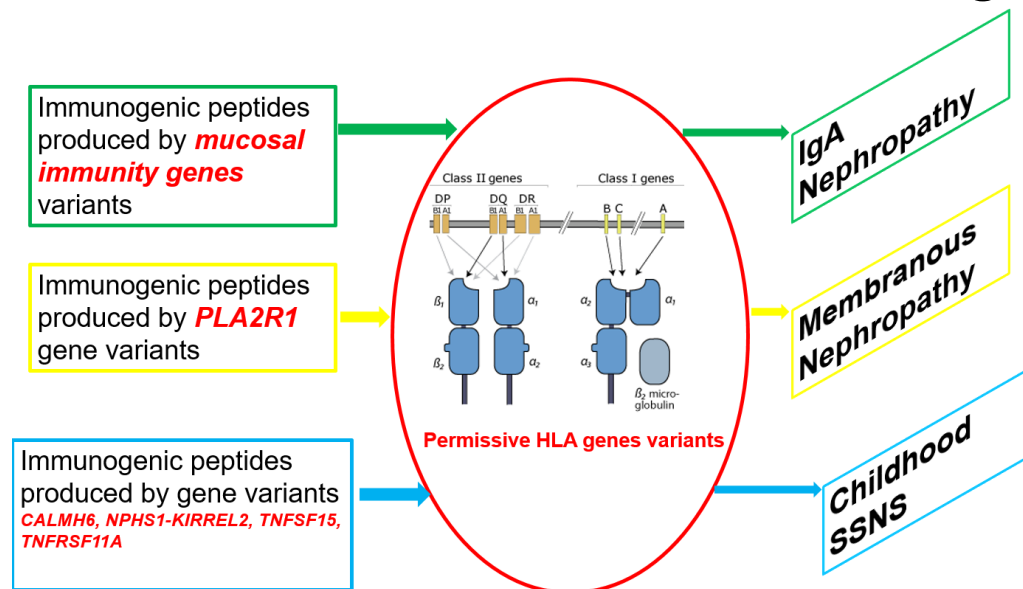 Immunogenic peptides
produced by mucosal
immunity genes
variants
Immunogenic peptides
produced by PLA2R1
gene variants
Immunogenic peptides
produced by gene variants
CALMH6, NPHS1-KIRREL2, TNFSF15,
TNFRSF11A
Class II genes
Class I genes
DP
DQ
DR
B1 A1
B1 A1
B1 A1
B C
A
ß1
α1
α2
α1
ß2
α2
α3
ß2 micro-
globulin
Permissive HLA genes variants
IgA
Nephropathy
Membranous
Nephropathy
Childhood
SSNS